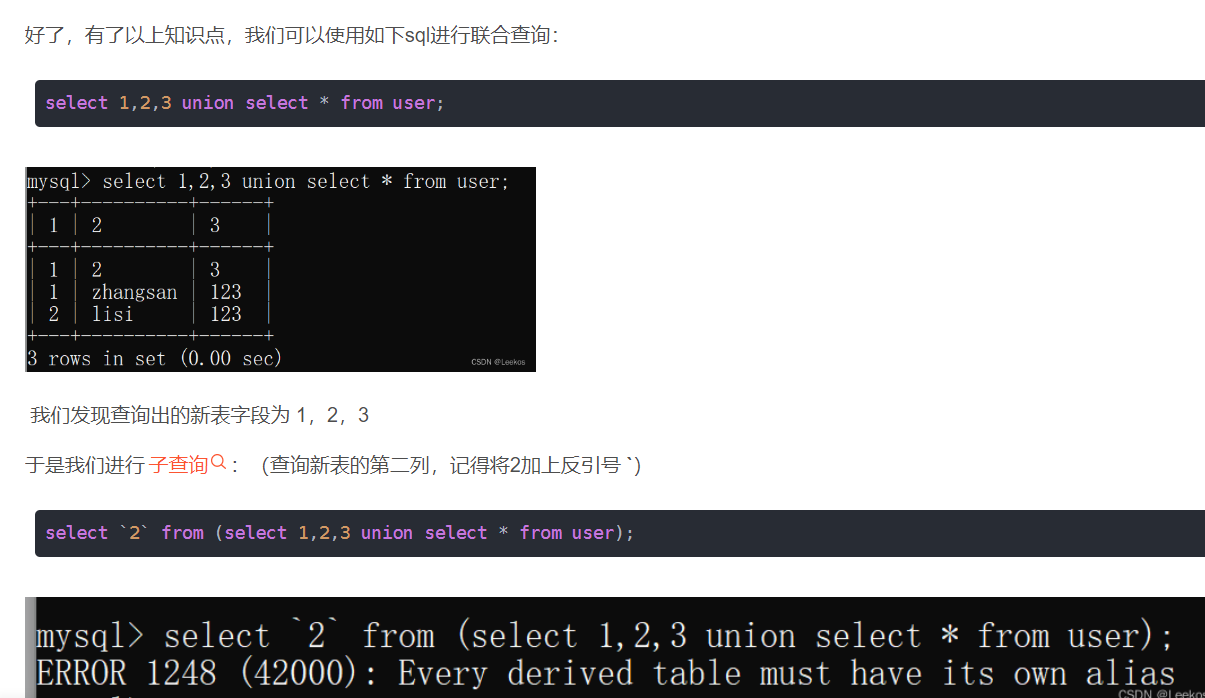 好了，有了以上知识点，我们可以使用如下sql进行联合查询：
select 1,2,3 union select * from user;
mysql> select 1,2,3 union select * from user;
+---+----------+------+
| 1 | 2        | 3    |
+---+----------+------+
| 1 | 2        | 3    |
| 1 | zhangsan | 123  |
| 2 | lisi     | 123  |
+---+----------+------+
3 rows in set (0.00 sec)
CSDN @Leekos
我们发现查询出的新表字段为 1，2，3
于是我们进行 子查询 ： （查询新表的第二列，记得将2加上反引号 `）
select `2` from (select 1,2,3 union select * from user);
mysql> select `2` from (select 1,2,3 union select * from user);
ERROR 1248 (42000): Every derived table must have its own alias
CSDN @Leekos